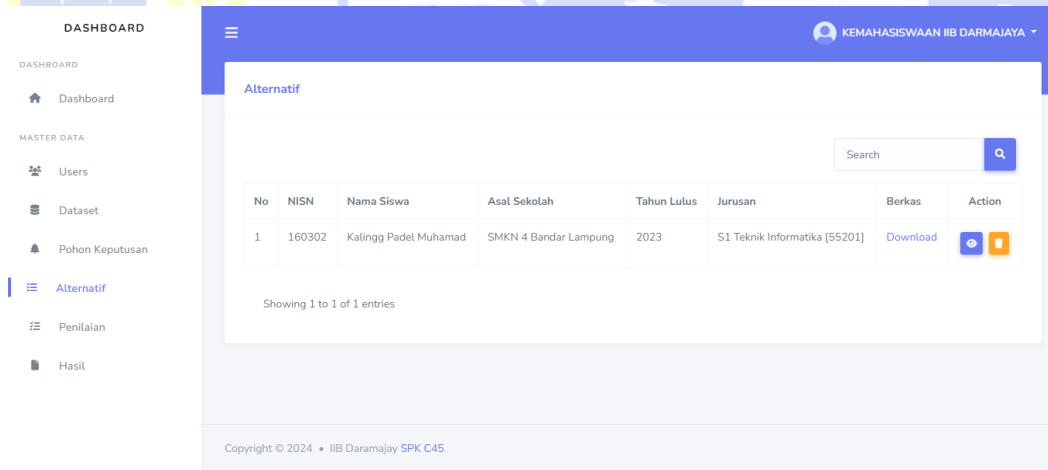 DASHBOARD
DASHBOARD
Dashboard
MASTER DATA
Users
Dataset
Pohon Keputusan
Alternatif
Penilaian
Hasil
KEMAHASISWAAN IIB DARMAJAYA
Alternatif
Search
No NISN Nama Siswa Asal Sekolah Tahun Lulus Jurusan Berkas Action
1 160302 Kalingg Padel Muhamad SMKN 4 Bandar Lampung 2023 S1 Teknik Informatika [55201] Download
Showing 1 to 1 of 1 entries
Copyright © 2024 • IIB Daramajay SPK C45